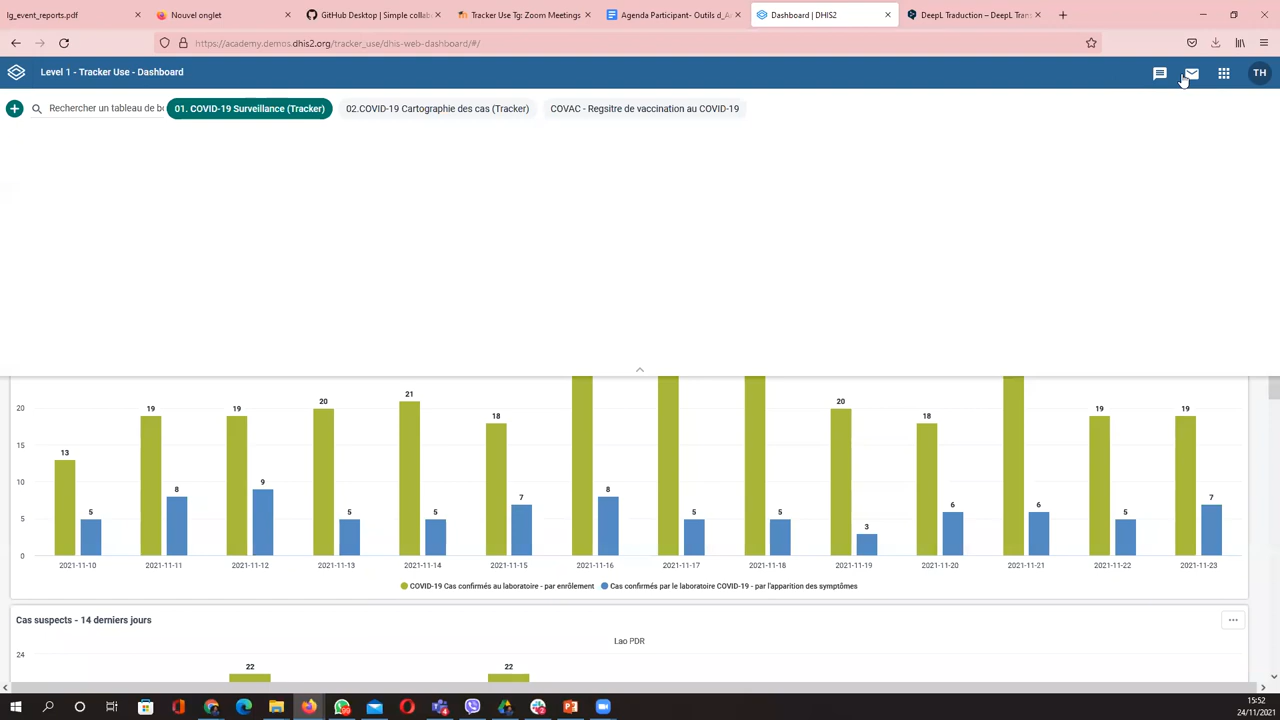 lg_event_reports.pdf
Nouvel onglet
GitHub Desktop | Simple collab
Tracker Use Tg: Zoom Meetings
Agenda Participant- Outils d_An
Dashboard | DHIS2
DeepL Traduction – DeepL Tran
https://academy.demos.dhis2.org/tracker_use/dhis-web-dashboard/#/
Level 1 - Tracker Use - Dashboard
TH
Rechercher un tableau de bo
01. COVID-19 Surveillance (Tracker)
02.COVID-19 Cartographie des cas (Tracker)
COVAC - Regsitre de vaccination au COVID-19
20 15 10 5 0
13 19 19 20 21 18 20 18 19 19
5 8 9 5 5 7 8 5 5 3 6 6 5 7
2021-11-10 2021-11-11 2021-11-12 2021-11-13 2021-11-14 2021-11-15 2021-11-16 2021-11-17 2021-11-18 2021-11-19 2021-11-20 2021-11-21 2021-11-22 2021-11-23
COVID-19 Cas confirmés au laboratoire - par enrôlement Cas confirmés par le laboratoire COVID-19 - par l'apparition des symptômes
Cas suspects - 14 derniers jours
Lao PDR
24
22 22
15:52
24/11/2021